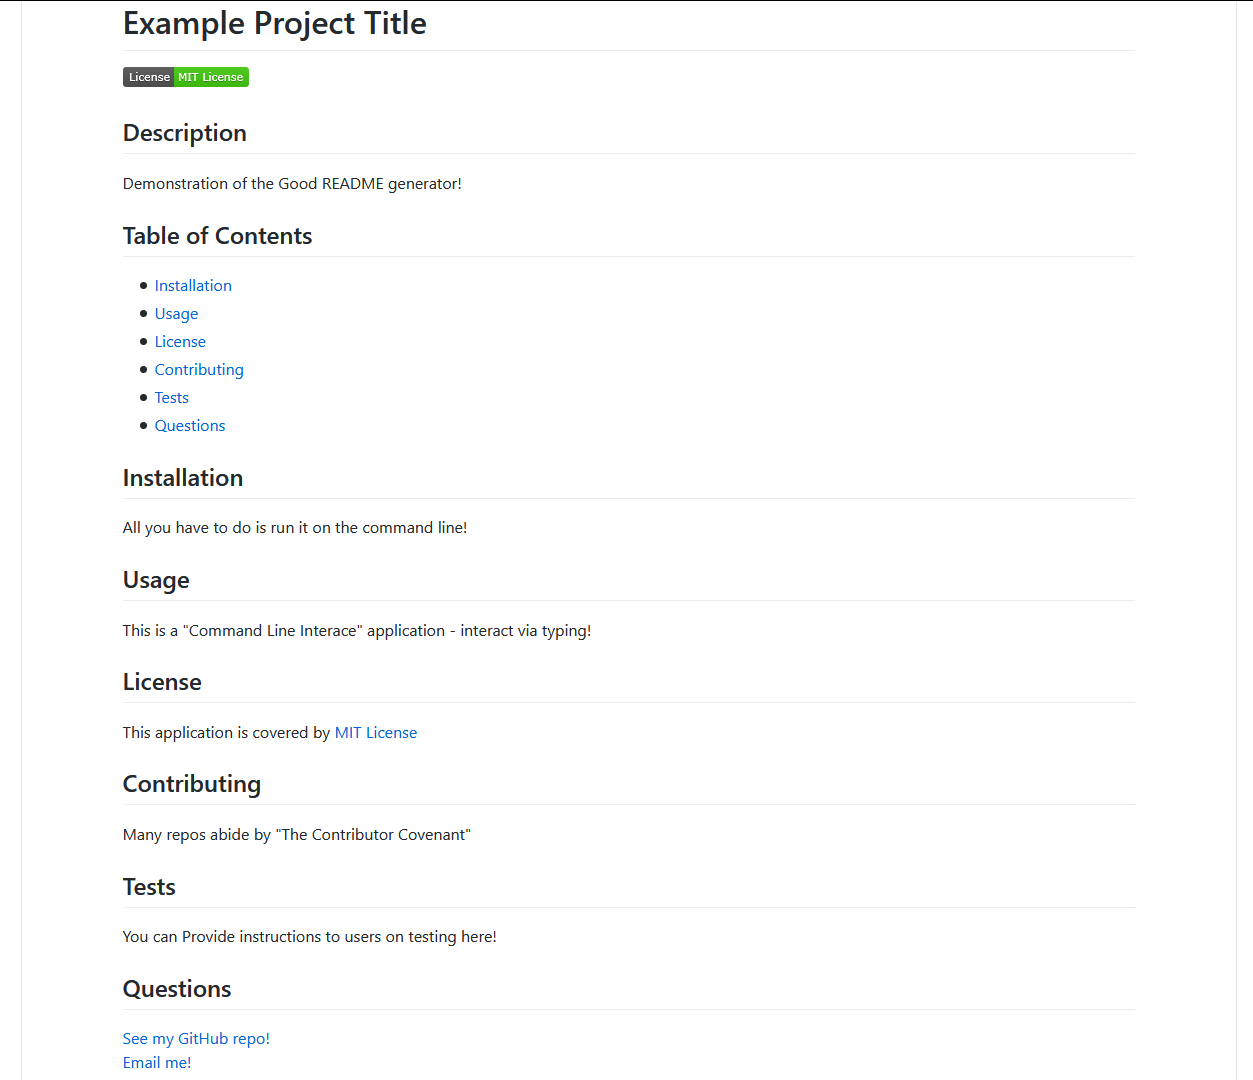 Example Project Title
License MIT License
Description
Demonstration of the Good README generator!
Table of Contents
Installation
Usage
License
Contributing
Tests
Questions
Installation
All you have to do is run it on the command line!
Usage
This is a "Command Line Interace" application - interact via typing!
License
This application is covered by MIT License
Contributing
Many repos abide by "The Contributor Covenant"
Tests
You can Provide instructions to users on testing here!
Questions
See my GitHub repo!
Email me!